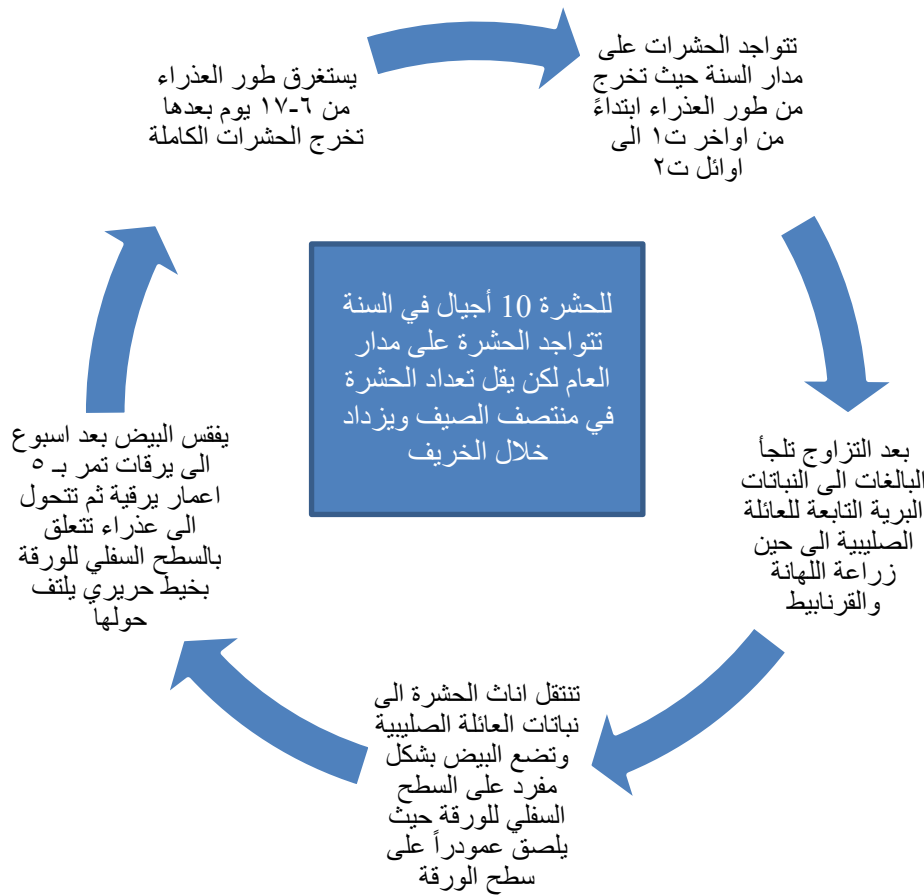 تتواجد الحشرات على
مدار السنة حيث تخرج
من طور العذراء ابتداءً
من اواخر ت١ الى
اوائل ت٢
بعد التزاوج تلجأ
البالغات الى النباتات
البرية التابعة للعائلة
الصليبية الى حين
زراعة اللهانة
والقرنابيط
تنتقل اناث الحشرة الى
نباتات العائلة الصليبية
وتضع البيض بشكل
مفرد على السطح
السفلي للورقة حيث
يلصق عمودراً على
سطح الورقة
يفقس البيض بعد اسبوع
الى يرقات تمر بـ ٥
اعمار يرقية ثم تتحول
الى عذراء تتعلق
بالسطح السفلي للورقة
بخيط حريري يلتف
حولها
يستغرق طور العذراء
من ٦-١٧ يوم بعدها
تخرج الحشرات الكاملة
للحشرة 10 أجيال في السنة
تتواجد الحشرة على مدار
العام لكن يقل تعداد الحشرة
في منتصف الصيف ويزداد
خلال الخريف